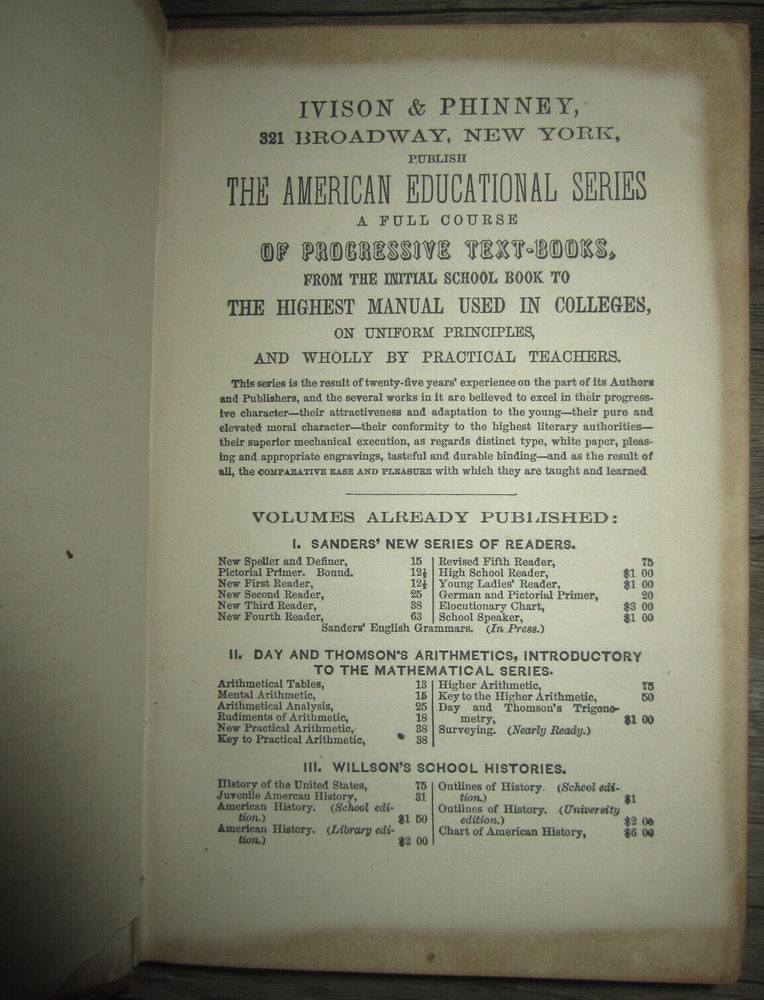 IVISON & PHINNEY,
321 BROADWAY, NEW YORK,
PUBLISH
THE AMERICAN EDUCATIONAL SERIES
A FULL COURSE
OF PROGRESSIVE TEXT-BOOKS,
FROM THE INITIAL SCHOOL BOOK TO
THE HIGHEST MANUAL USED IN COLLEGES,
ON UNIFORM PRINCIPLES,
AND WHOLLY BY PRACTICAL TEACHERS.
This series is the result of twenty-five years' experience on the part of its Authors
and Publishers, and the several works in it are believed to excel in their progress-
ive character—their attractiveness and adaptation to the young—their pure and
elevated moral character—their conformity to the highest literary authorities—
their superior mechanical execution, as regards distinct type, white paper, pleas-
ing and appropriate engravings, tasteful and durable binding—and as the result of
all, the COMPARATIVE EASE AND PLEASURE with which they are taught and learned
VOLUMES ALREADY PUBLISHED:
I. SANDERS' NEW SERIES OF READERS.
New Speller and Definer, 15
Pictorial Primer. Bound. 12½
New First Reader, 12½
New Second Reader, 25
New Third Reader, 38
New Fourth Reader, 63
Revised Fifth Reader, 75
High School Reader, $1 00
Young Ladies' Reader, $1 00
German and Pictorial Primer, 20
Elocutionary Chart, $3 00
School Speaker, $1 00
Sanders' English Grammars. (In Press.)
II. DAY AND THOMSON'S ARITHMETICS, INTRODUCTORY
TO THE MATHEMATICAL SERIES.
Arithmetical Tables, 13
Mental Arithmetic, 15
Arithmetical Analysis, 25
Rudiments of Arithmetic, 18
New Practical Arithmetic, 38
Key to Practical Arithmetic, 38
Higher Arithmetic, 75
Key to the Higher Arithmetic, 50
Day and Thomson's Trigono-
metry, $1 00
Surveying. (Nearly Ready.)
III. WILLSON'S SCHOOL HISTORIES.
History of the United States, 75
Juvenile Amercan History, 31
American History. (School edi-
tion.) $1 50
American History. (Library edi-
tion.) $2 00
Outlines of History. (School edi-
tion.) $1
Outlines of History. (University
edition.) $2 00
Chart of American History, $6 00